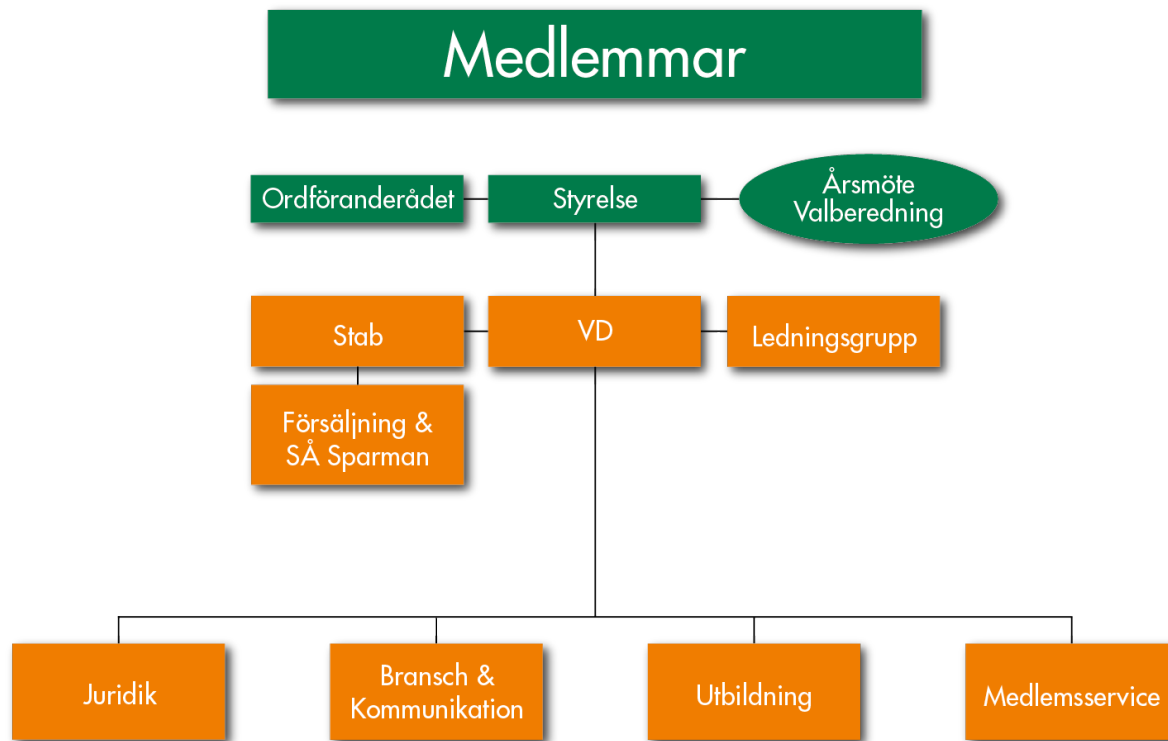 Medlemmar
Ordföranderådet
Styrelse
Årsmöte
Valberedning
Stab
VD
Ledningsgrupp
Försäljning &
SÅ Sparman
Juridik
Bransch &
Kommunikation
Utbildning
Medlemsservice